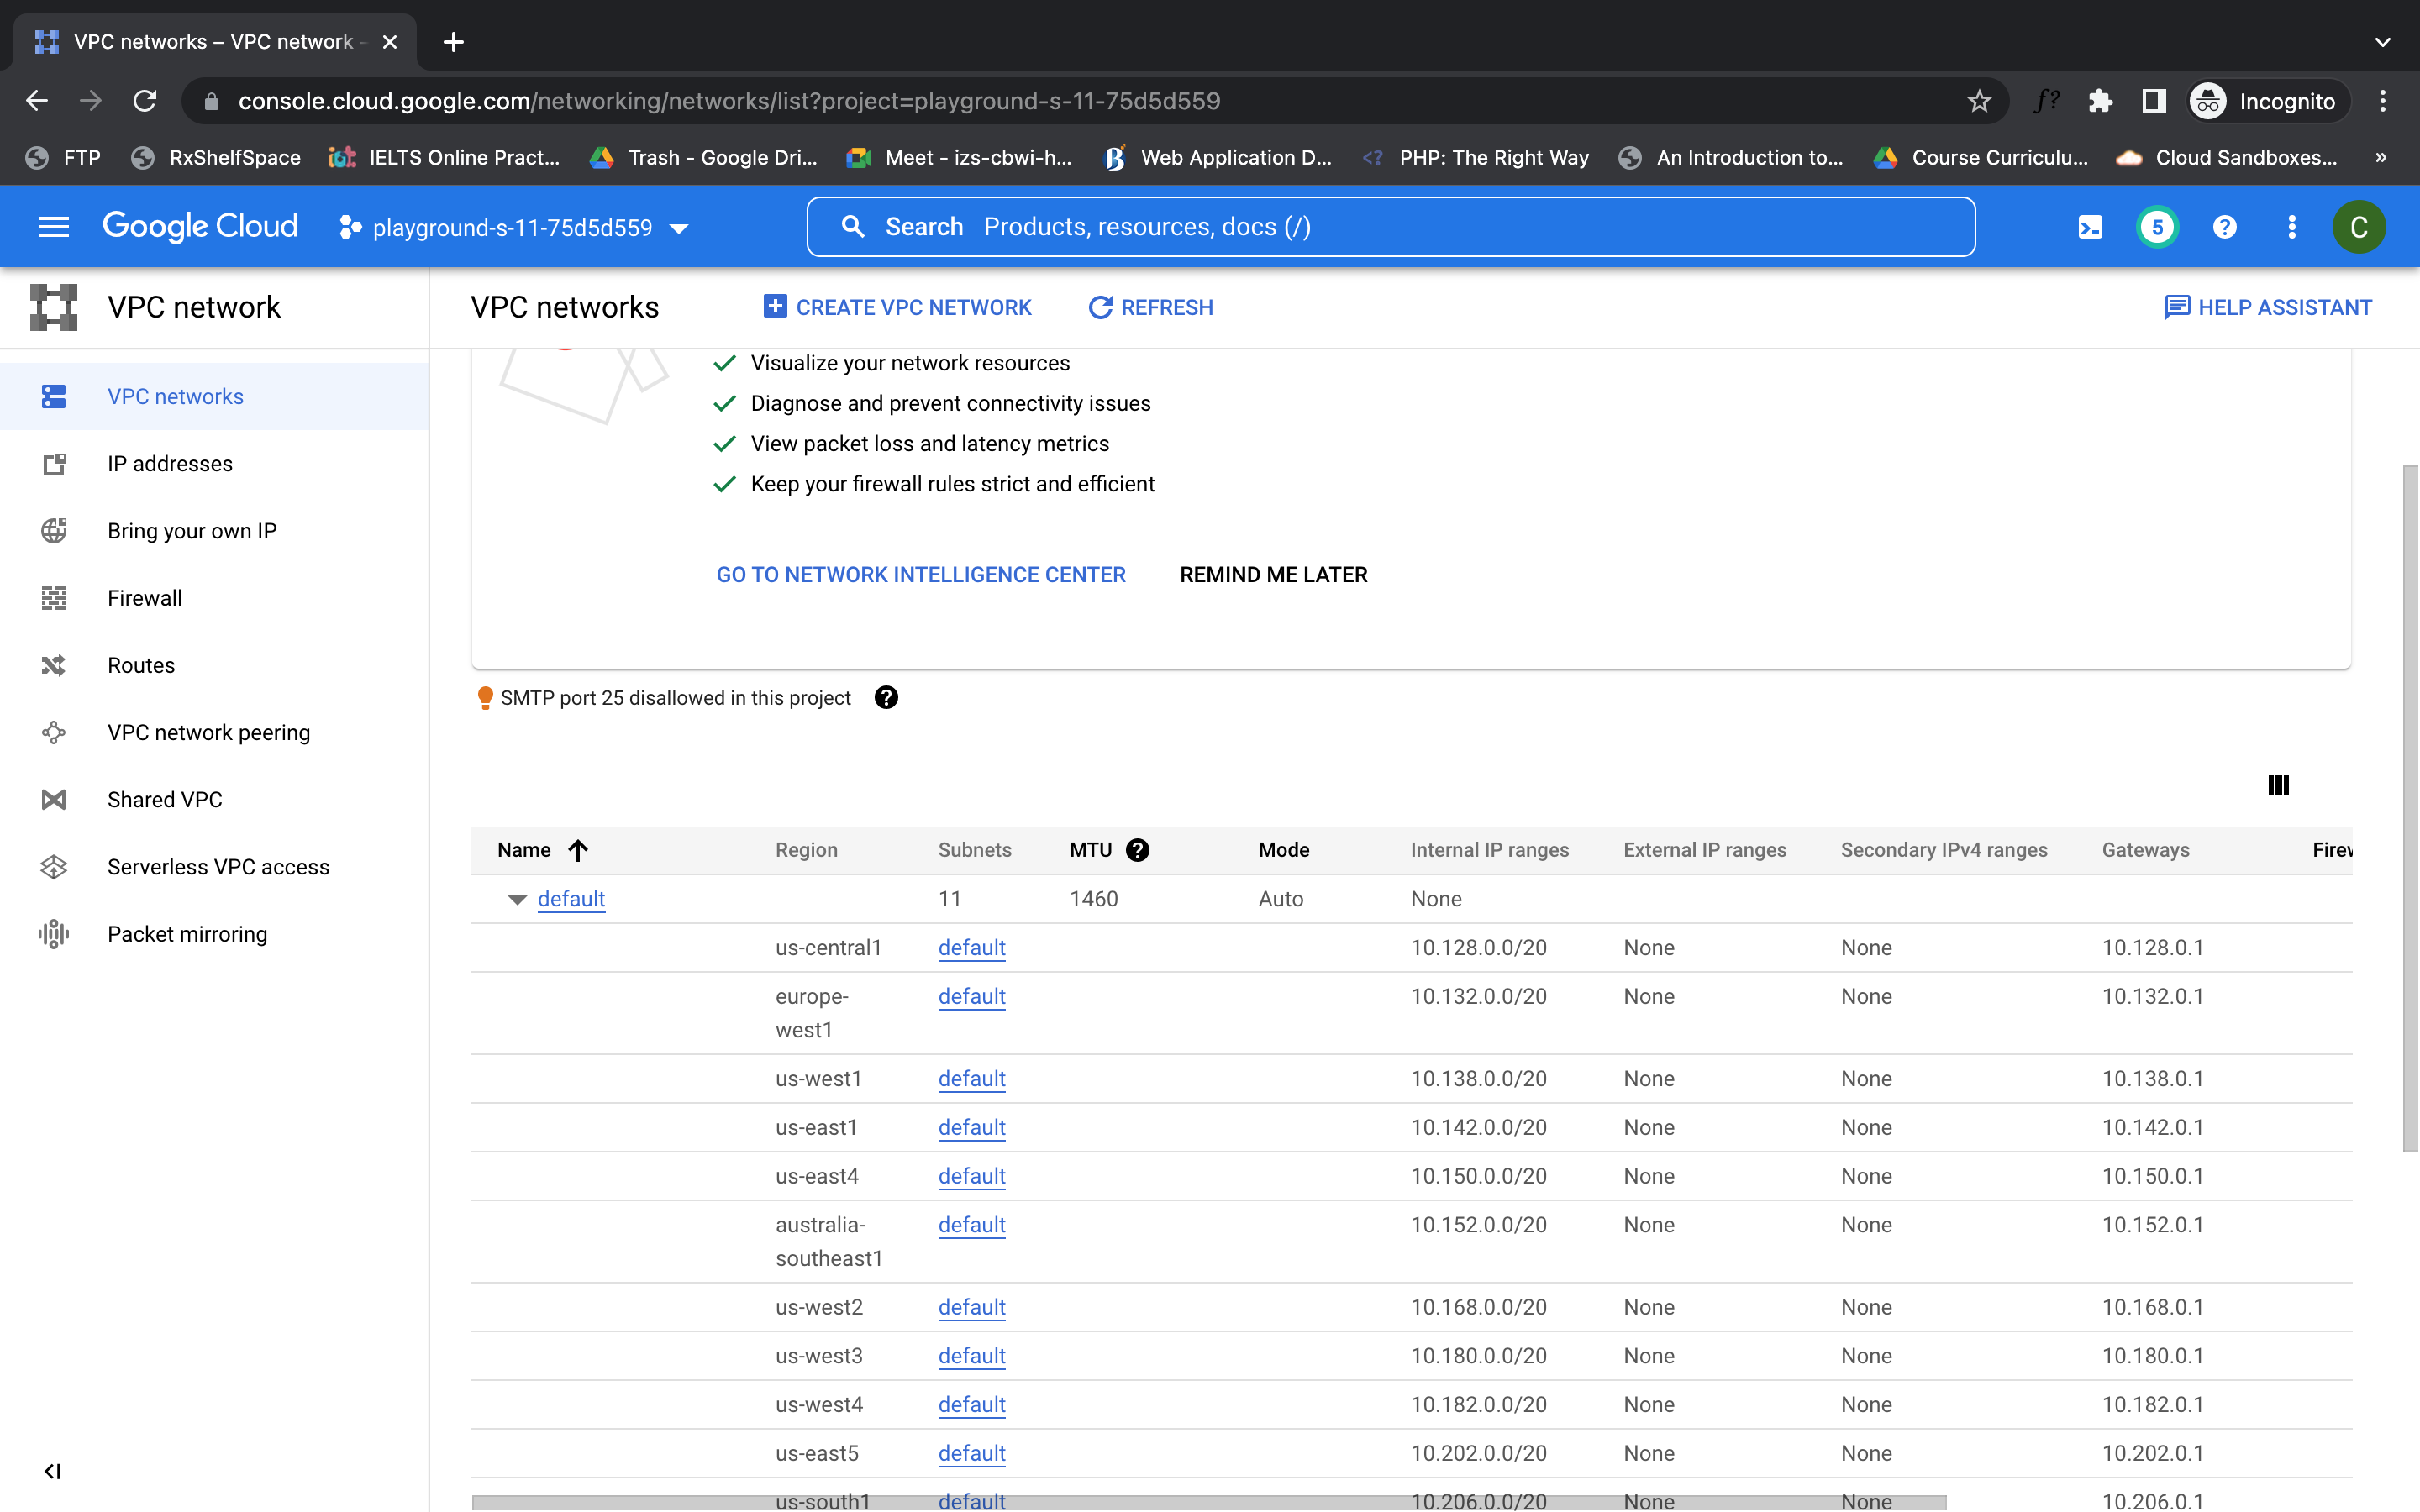 VPC networks – VPC network -
console.cloud.google.com/networking/networks/list?project=playground-s-11-75d5d559
Incognito
FTP RxShelfSpace IELTS Online Pract... Trash - Google Dri... Meet - izs-cbwi-h... Web Application D... PHP: The Right Way An Introduction to... Course Curriculu... Cloud Sandboxes... »
Google Cloud playground-s-11-75d5d559 Search Products, resources, docs (/) 5 C
VPC network
VPC networks
IP addresses
Bring your own IP
Firewall
Routes
VPC network peering
Shared VPC
Serverless VPC access
Packet mirroring
VPC networks CREATE VPC NETWORK REFRESH HELP ASSISTANT
Visualize your network resources
Diagnose and prevent connectivity issues
View packet loss and latency metrics
Keep your firewall rules strict and efficient
GO TO NETWORK INTELLIGENCE CENTER REMIND ME LATER
SMTP port 25 disallowed in this project
Name Region Subnets MTU Mode Internal IP ranges External IP ranges Secondary IPv4 ranges Gateways Firew
default 11 1460 Auto None
us-central1 default 10.128.0.0/20 None None 10.128.0.1
europe-
west1 default 10.132.0.0/20 None None 10.132.0.1
us-west1 default 10.138.0.0/20 None None 10.138.0.1
us-east1 default 10.142.0.0/20 None None 10.142.0.1
us-east4 default 10.150.0.0/20 None None 10.150.0.1
australia-
southeast1 default 10.152.0.0/20 None None 10.152.0.1
us-west2 default 10.168.0.0/20 None None 10.168.0.1
us-west3 default 10.180.0.0/20 None None 10.180.0.1
us-west4 default 10.182.0.0/20 None None 10.182.0.1
us-east5 default 10.202.0.0/20 None None 10.202.0.1
us-south1 default 10.206.0.0/20 None None 10.206.0.1